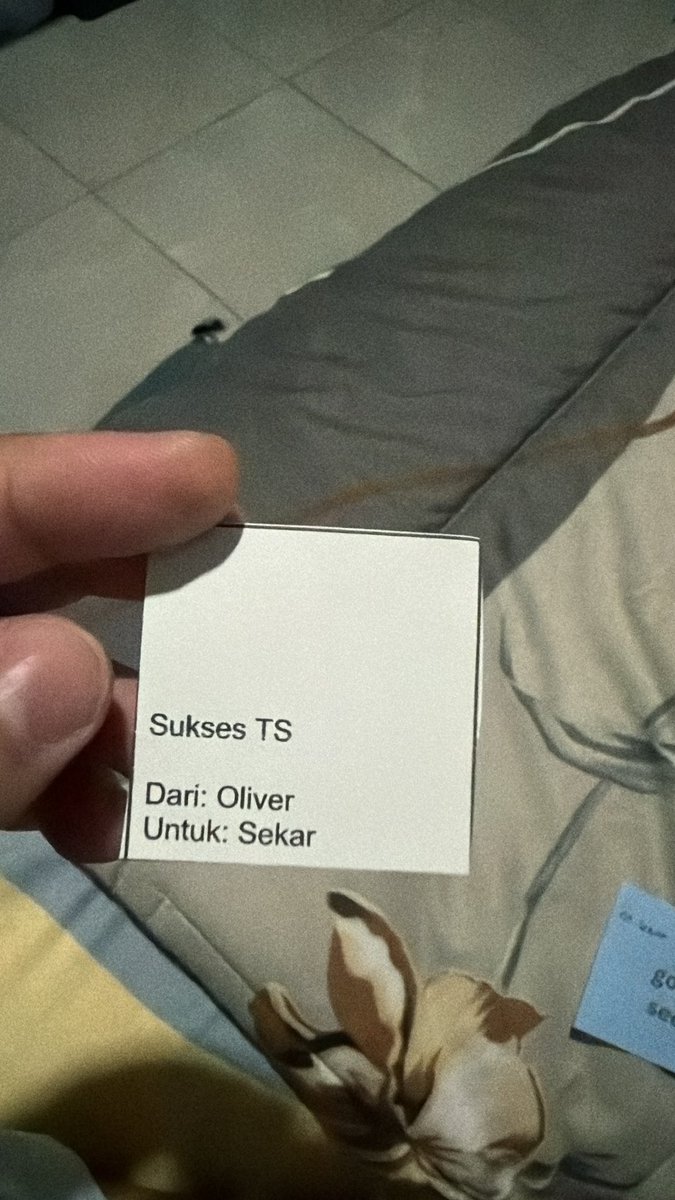 Sukses TS
Dari: Oliver
Untuk: Sekar